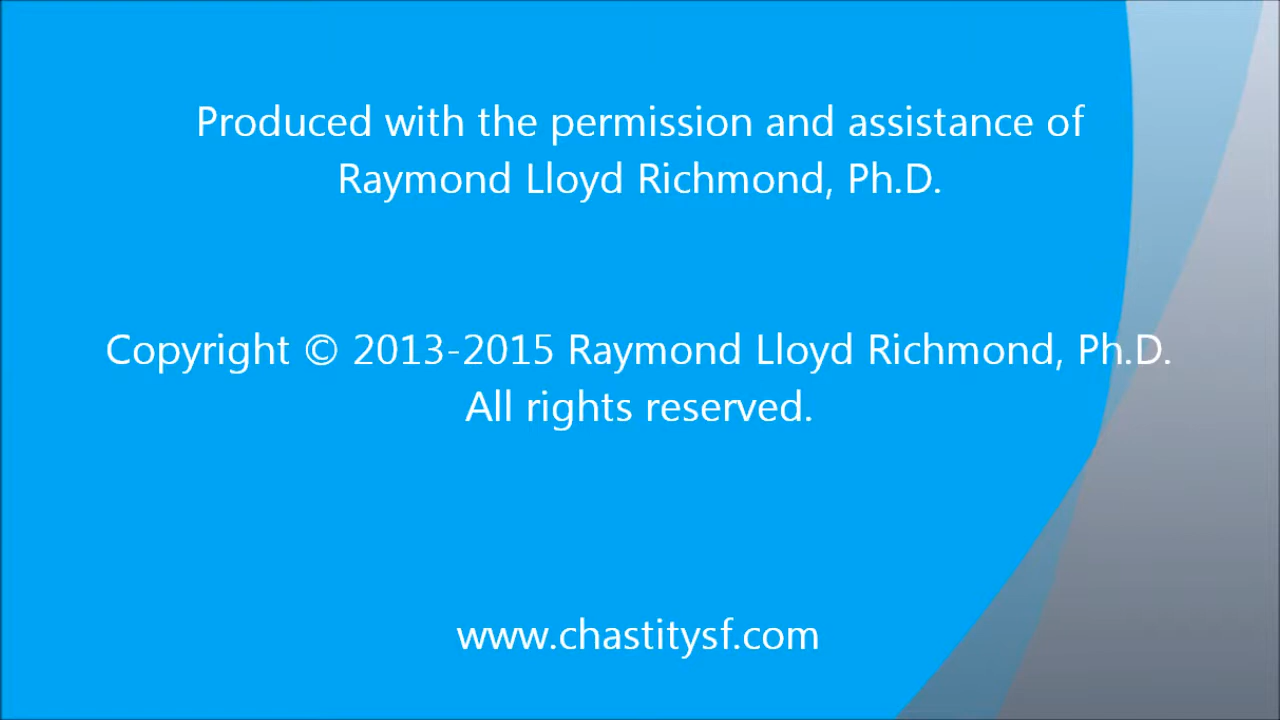 Produced with the permission and assistance of
Raymond Lloyd Richmond, Ph.D.
Copyright © 2013-2015 Raymond Lloyd Richmond, Ph.D.
All rights reserved.
www.chastitysf.com